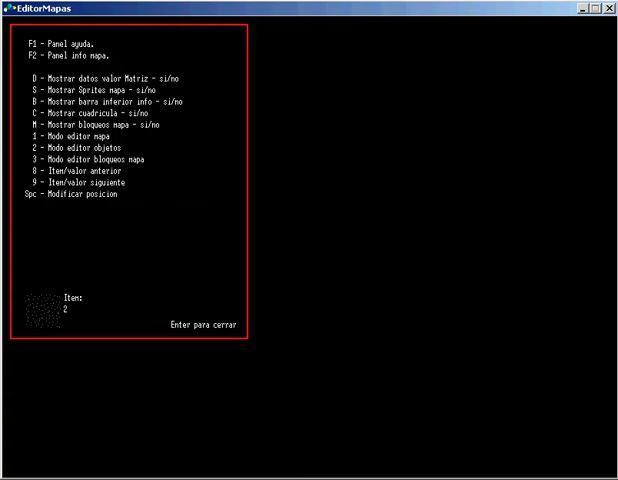 EditorMapas
F1 - Panel ayuda.
F2 - Panel info mapa.
D - Mostrar datos valor Matriz - si/no
S - Mostrar Sprites mapa - si/no
B - Mostrar barra inferior info - si/no
C - Mostrar cuadricula - si/no
M - Mostrar bloqueos mapa - si/no
1 - Modo editor mapa
2 - Modo editor objetos
3 - Modo editor bloqueos mapa
8 - Item/valor anterior
9 - Item/valor siguiente
Spc - Modificar posicion
Item:
2
Enter para cerrar